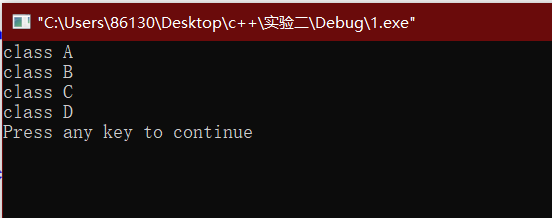 "C:\Users\86130\Desktop\c++\实验二\Debug\1.exe"
class A
class B
class C
class D
Press any key to continue